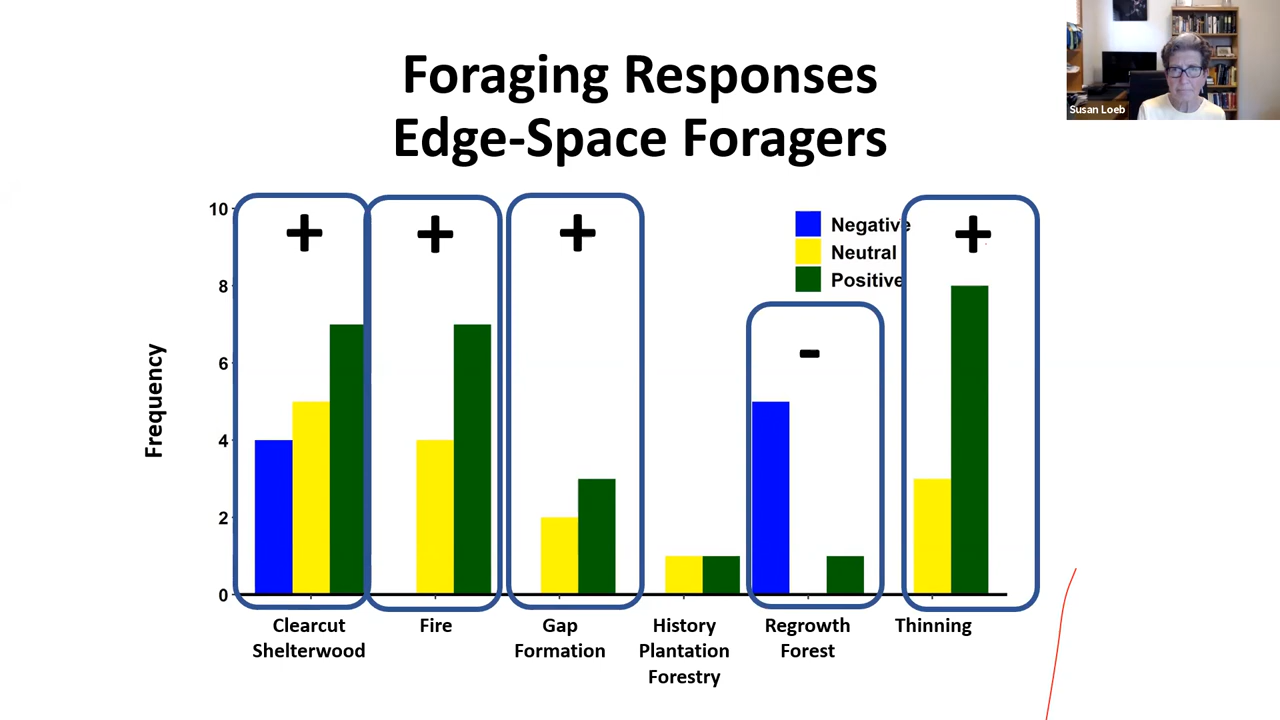 Foraging Responses
Edge-Space Foragers
Susan Loeb
+
+
+
+
-
Negative
Neutral
Positive
Frequency
10
8
6
4
2
0
Clearcut
Shelterwood
Fire
Gap
Formation
History
Plantation
Forestry
Regrowth
Forest
Thinning